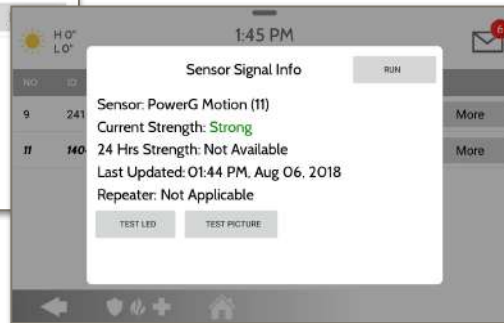 6
H 0°
L 0°
1:45 PM
Sensor Signal Info
RUN
NO ID
Sensor: PowerG Motion (11)
9 241
More
Current Strength: Strong
24 Hrs Strength: Not Available
11 140
More
Last Updated: 01:44 PM, Aug 06, 2018
Repeater: Not Applicable
TEST LED TEST PICTURE